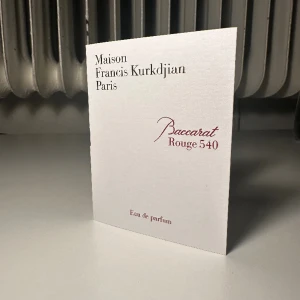 Maison
Francis Kurkdjian
Paris
Baccarat
Rouge 540
Eau de parfum